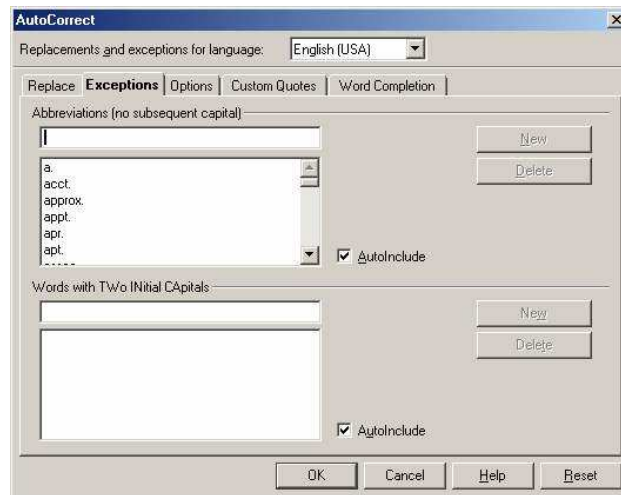 AutoCorrect
Replacements and exceptions for language: English (USA)
Replace Exceptions Options Custom Quotes Word Completion
Abbreviations (no subsequent capital)
New
a.
acct.
approx.
appt.
apr.
apt.
Delete
AutoInclude
Words with TWo INitial CApitals
New
Delete
AutoInclude
OK Cancel Help Reset